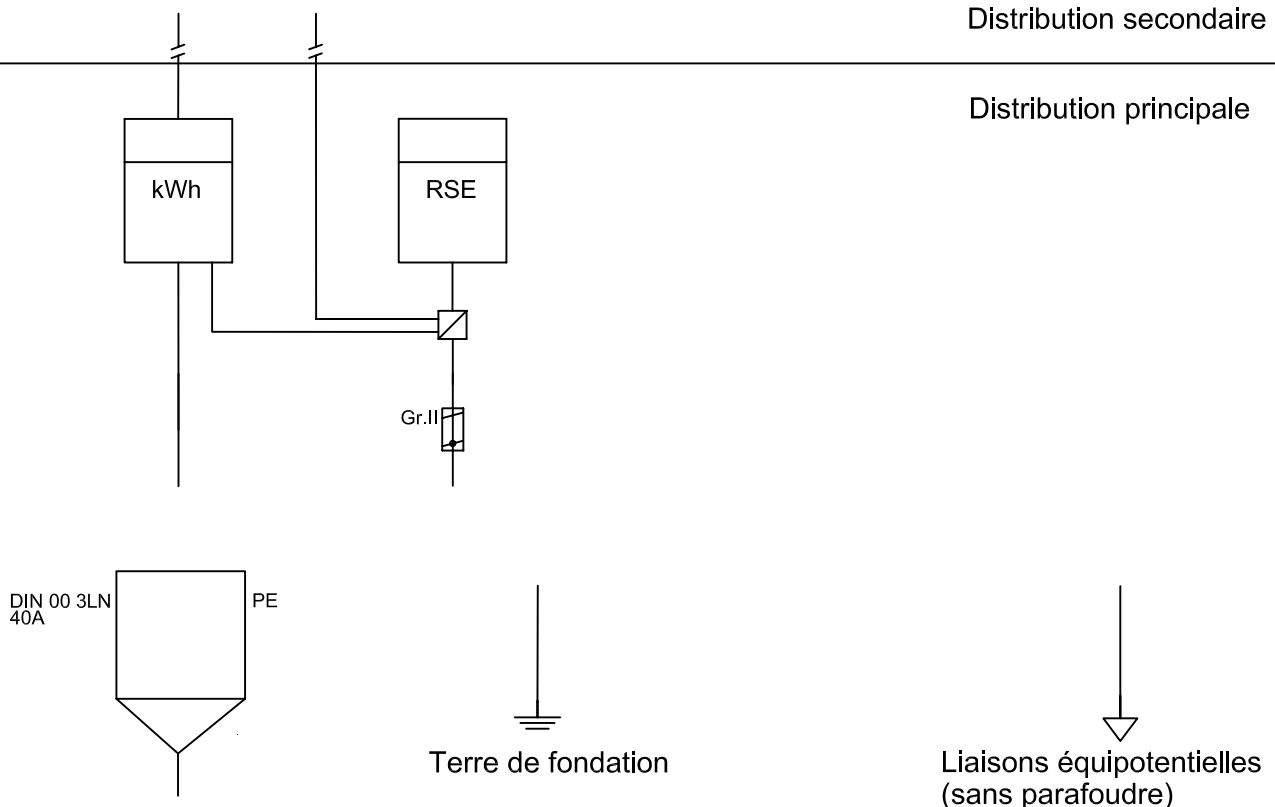 Distribution secondaire
Distribution principale
kWh
RSE
Gr.II
DIN 00 3LN
40A
PE
Terre de fondation
Liaisons équipotentielles
(sans parafoudre)